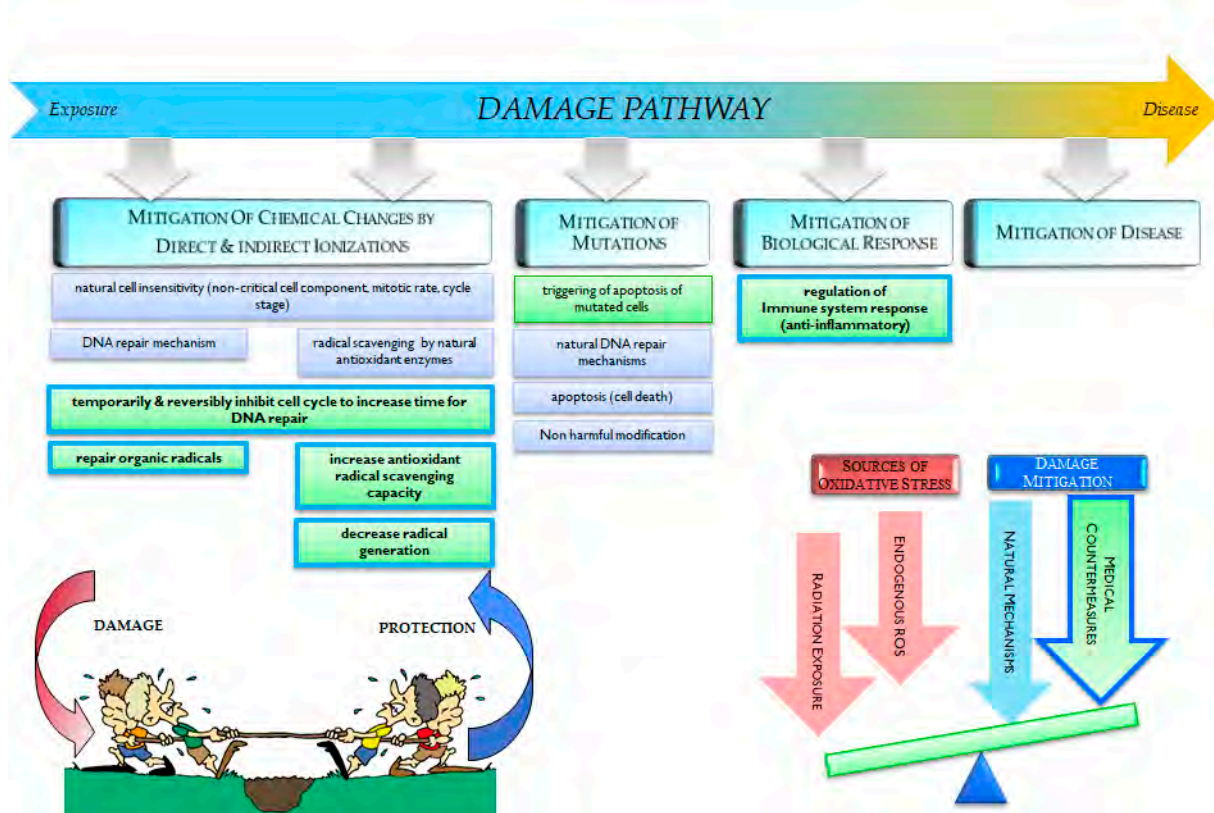 Exposure
DAMAGE PATHWAY
Disease
MITIGATION OF CHEMICAL CHANGES BY
DIRECT & INDIRECT IONIZATIONS
natural cell insensitivity (non-critical cell component, mitotic rate, cycle
stage)
DNA repair mechanism
radical scavenging by natural
antioxidant enzymes
temporarily & reversibly inhibit cell cycle to increase time for
DNA repair
repair organic radicals
increase antioxidant
radical scavenging
capacity
decrease radical
generation
MITIGATION OF
MUTATIONS
triggering of apoptosis of
mutated cells
natural DNA repair
mechanisms
apoptosis (cell death)
Non harmful modification
MITIGATION OF
BIOLOGICAL RESPONSE
regulation of
Immune system response
(anti-inflammatory)
MITIGATION OF DISEASE
DAMAGE
PROTECTION
SOURCES OF
OXIDATIVE STRESS
RADIATION EXPOSURE
ENDOGENOUS ROS
DAMAGE
MITIGATION
NATURAL MECHANISMS
MEDICAL
COUNTERMEASURES